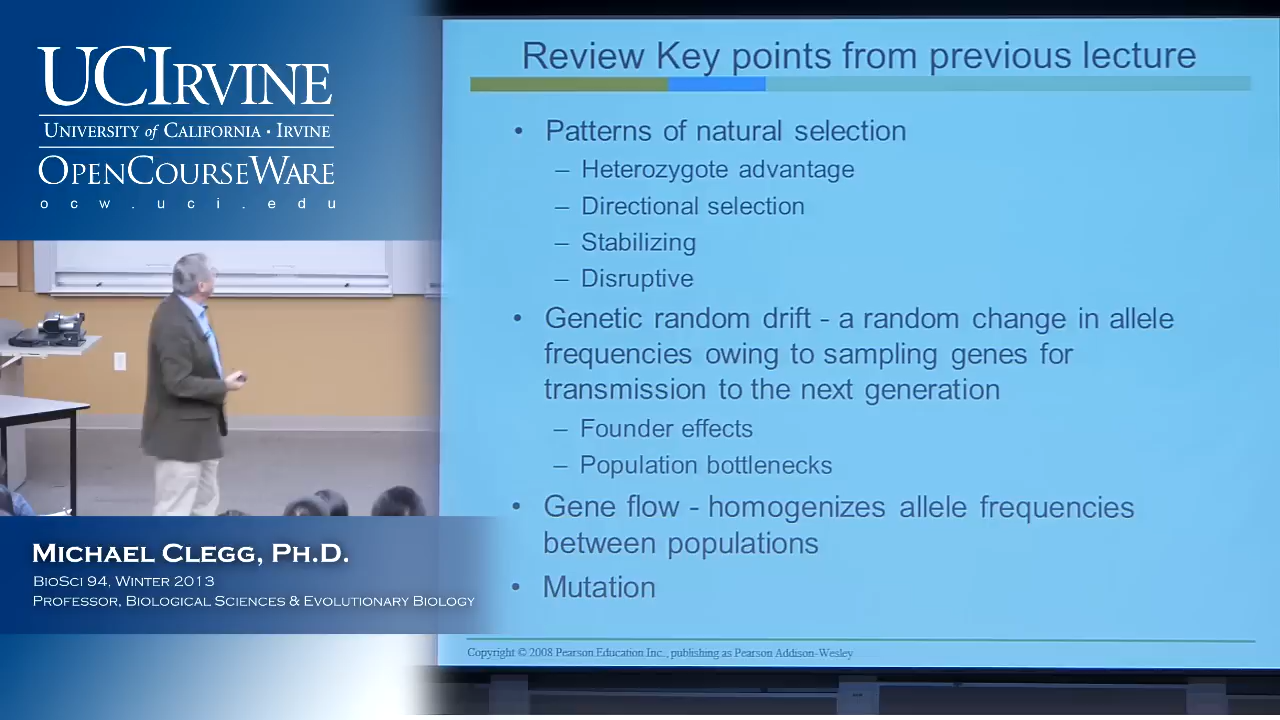 UCIRVINE
UNIVERSITY of CALIFORNIA · IRVINE
OPENCOURSEWARE
ocw.uci.edu
MICHAEL CLEGG, PH.D.
BIOSCI 94, WINTER 2013
PROFESSOR, BIOLOGICAL SCIENCES & EVOLUTIONARY BIOLOGY
Review Key points from previous lecture
• Patterns of natural selection
– Heterozygote advantage
– Directional selection
– Stabilizing
– Disruptive
• Genetic random drift - a random change in allele
frequencies owing to sampling genes for
transmission to the next generation
– Founder effects
– Population bottlenecks
• Gene flow - homogenizes allele frequencies
between populations
• Mutation
Copyright © 2008 Pearson Education Inc., publishing as Pearson Addison-Wesley